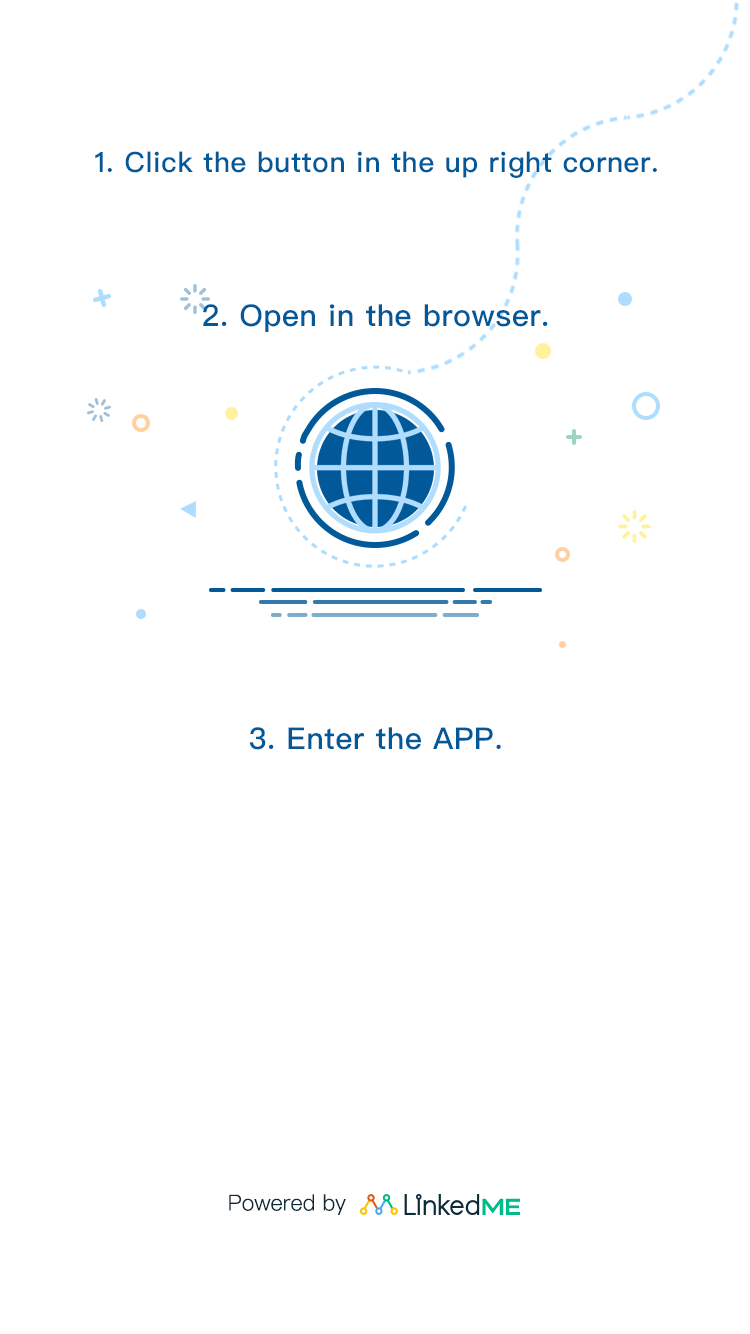 1. Click the button in the up right corner.
2. Open in the browser.
3. Enter the APP.
Powered by LinkedME